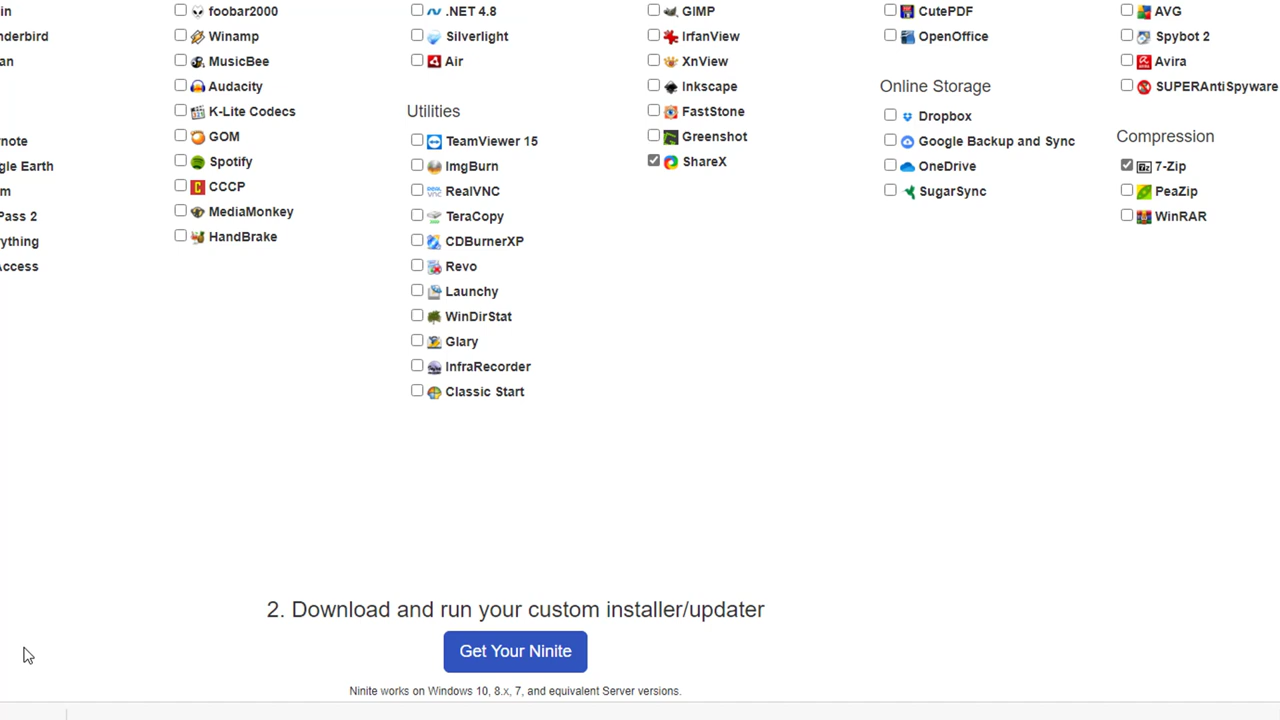 in
nderbird
an
note
gle Earth
m
Pass 2
ything
Access
foobar2000
Winamp
MusicBee
Audacity
K-Lite Codecs
GOM
Spotify
CCCP
MediaMonkey
HandBrake
.NET 4.8
Silverlight
Air
Utilities
TeamViewer 15
ImgBurn
RealVNC
TeraCopy
CDBurnerXP
Revo
Launchy
WinDirStat
Glary
InfraRecorder
Classic Start
GIMP
IrfanView
XnView
Inkscape
FastStone
Greenshot
ShareX
CutePDF
OpenOffice
Online Storage
Dropbox
Google Backup and Sync
OneDrive
SugarSync
AVG
Spybot 2
Avira
SUPERAntiSpyware
Compression
7-Zip
PeaZip
WinRAR
2. Download and run your custom installer/updater
Get Your Ninite
Ninite works on Windows 10, 8.x, 7, and equivalent Server versions.